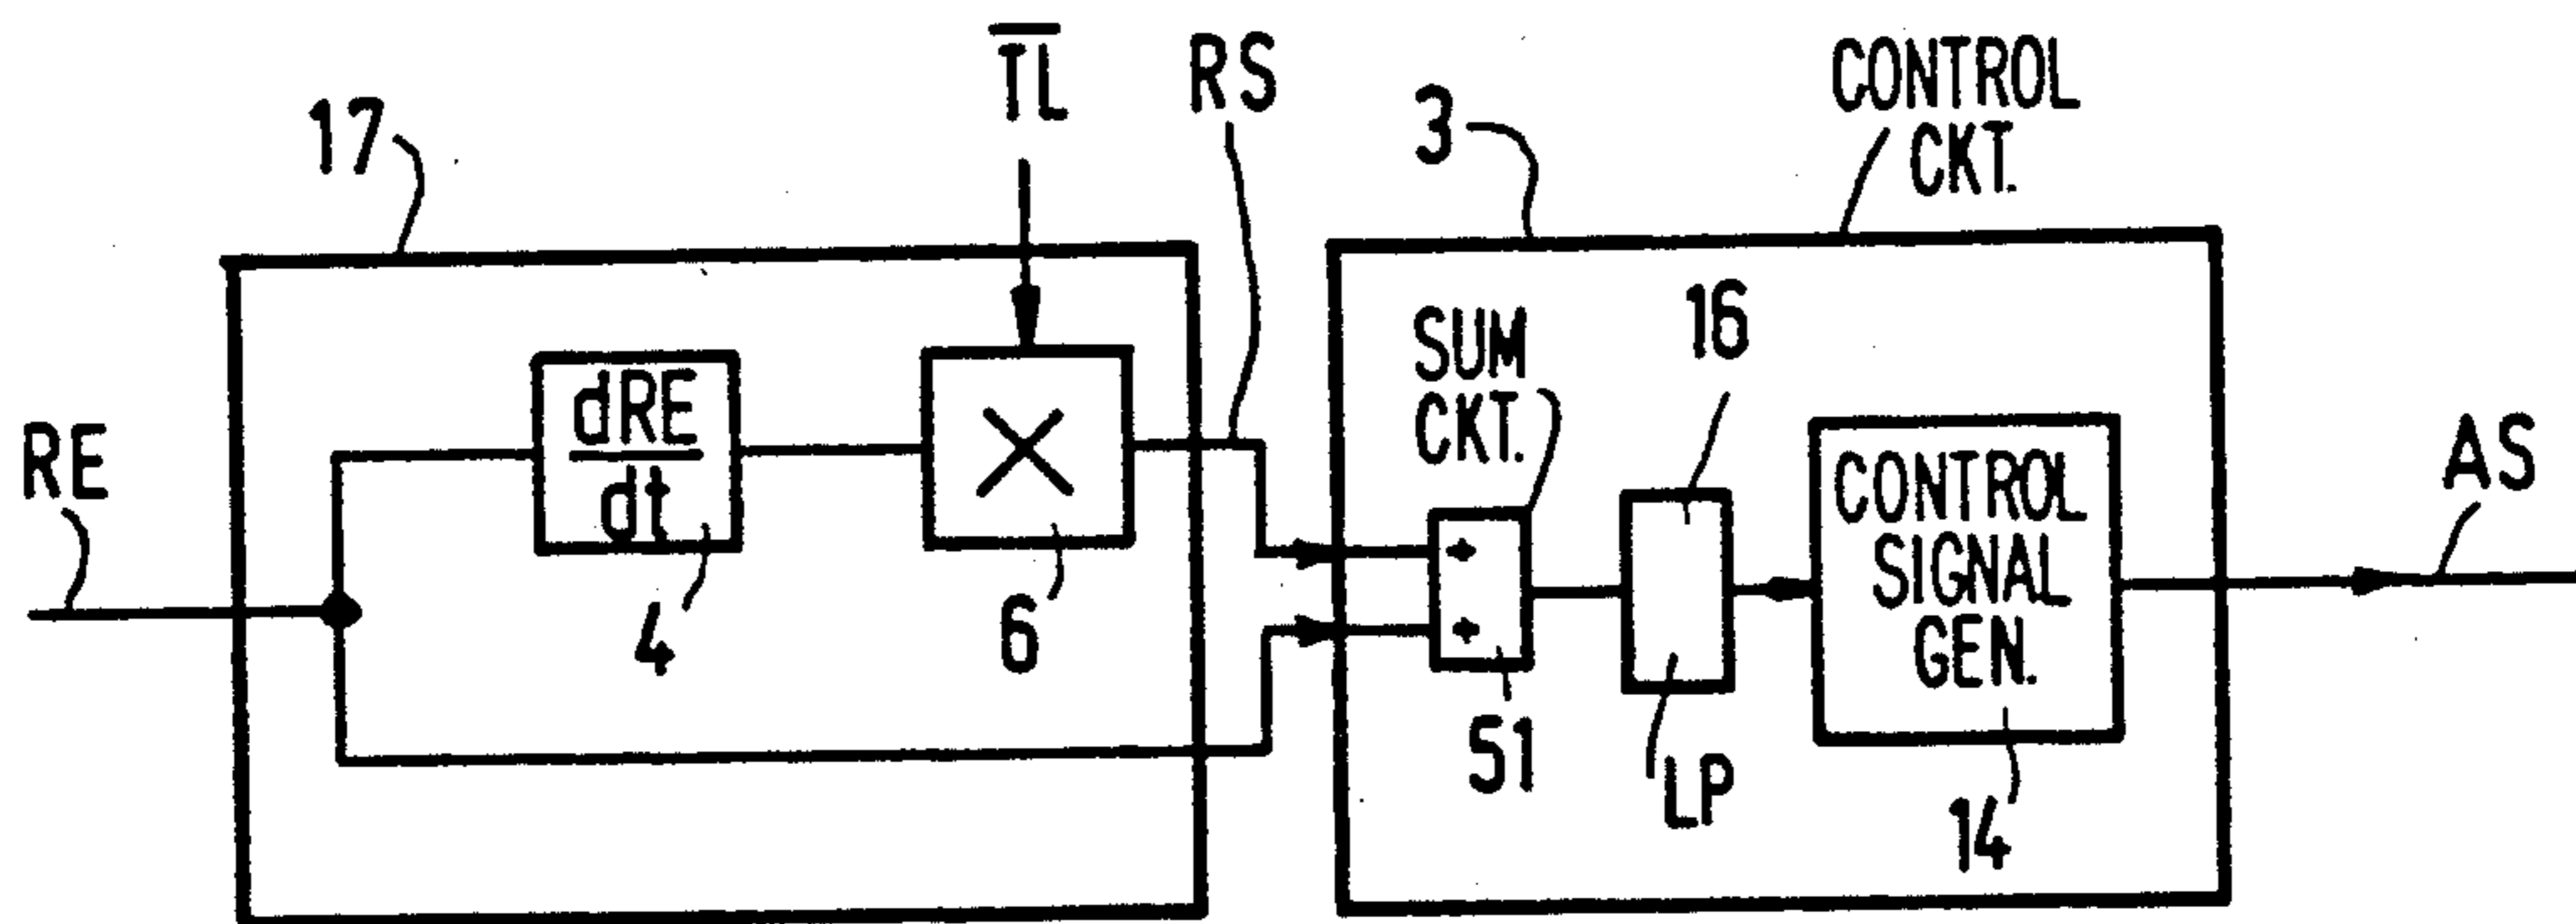 17
T̅L̅
RS
3
CONTROL
CKT.
RE
dRE
dt
4
×
6
SUM
CKT.
+
+
51
16
LP
CONTROL
SIGNAL
GEN.
14
AS